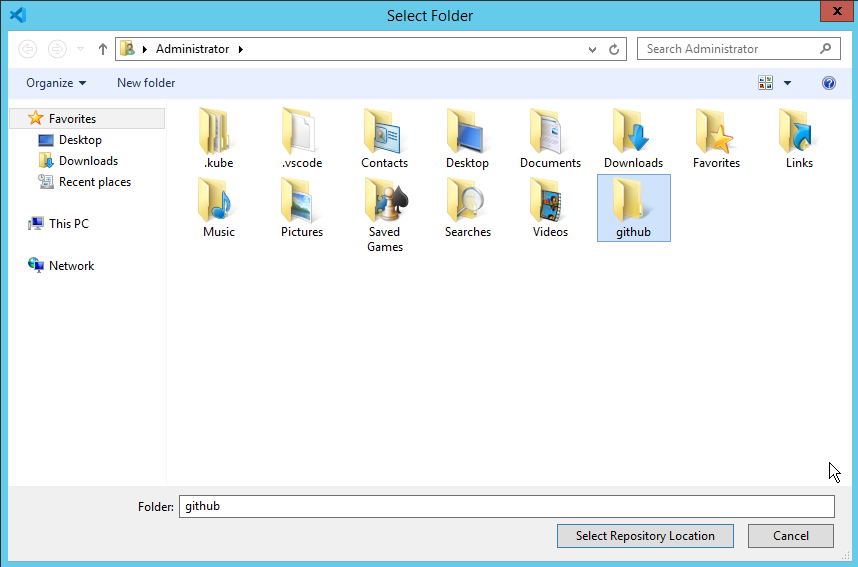 Select Folder
Administrator
Search Administrator
Organize
New folder
Favorites
Desktop
Downloads
Recent places
This PC
Network
.kube
.vscode
Contacts
Desktop
Documents
Downloads
Favorites
Links
Music
Pictures
Saved
Games
Searches
Videos
github
Folder: github
Select Repository Location
Cancel